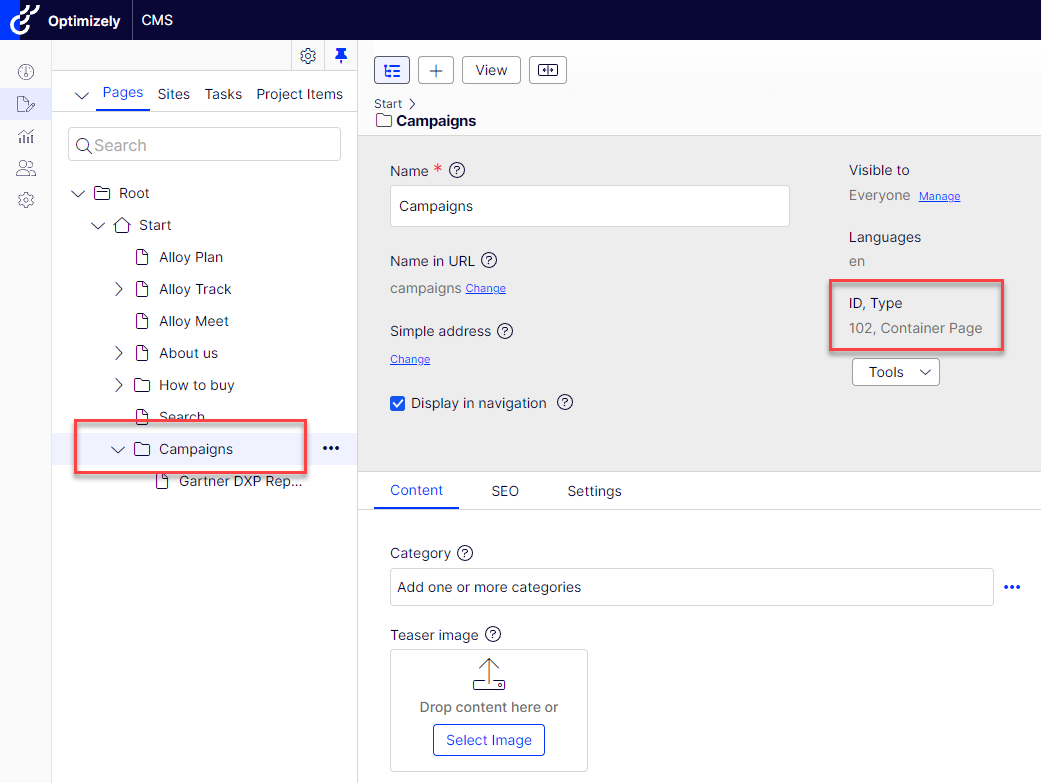 Optimizely CMS
Pages Sites Tasks Project Items
Search
Root
Start
Alloy Plan
Alloy Track
Alloy Meet
About us
How to buy
Search
Campaigns
Gartner DXP Rep...
View
Start
Campaigns
Name *
Campaigns
Name in URL
campaigns Change
Simple address
Change
Display in navigation
Visible to
Everyone Manage
Languages
en
ID, Type
102, Container Page
Tools
Content SEO Settings
Category
Add one or more categories
Teaser image
Drop content here or
Select Image